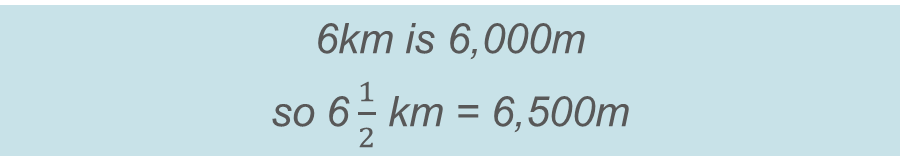 6km is 6,000m
so 6 1/2 km = 6,500m